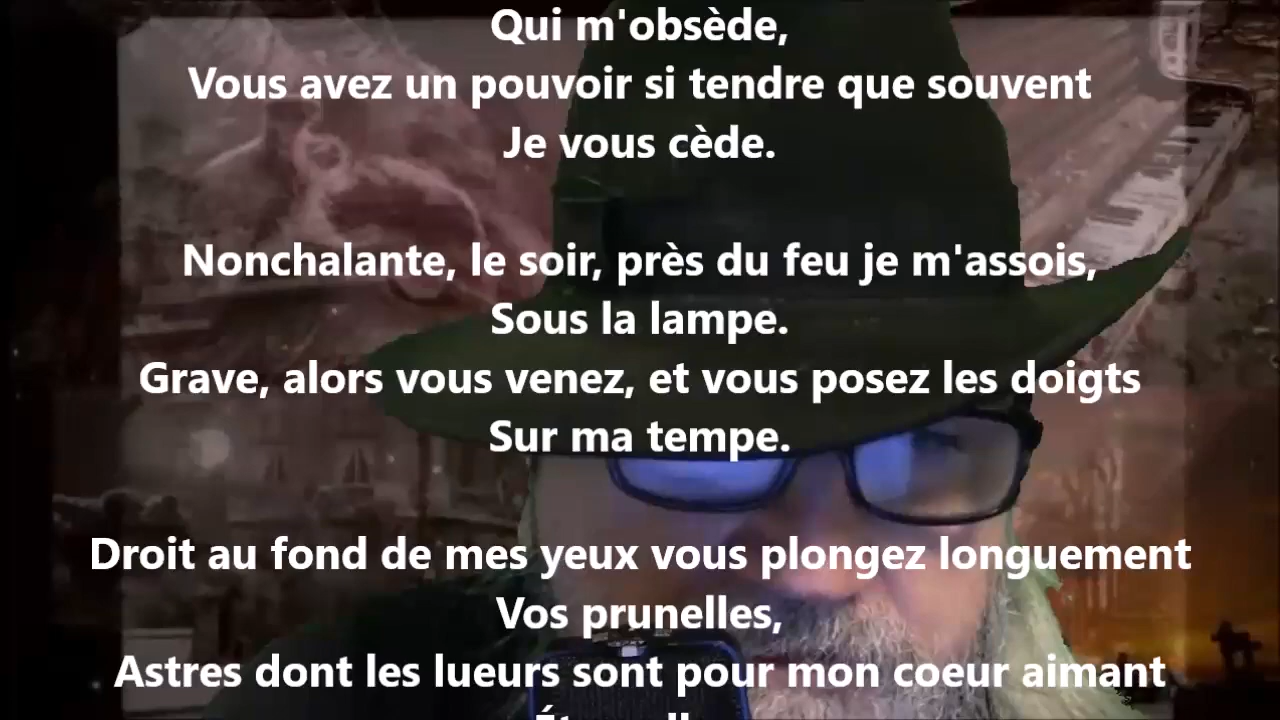 Qui m'obsède,
Vous avez un pouvoir si tendre que souvent
Je vous cède.
Nonchalante, le soir, près du feu je m'assois,
Sous la lampe.
Grave, alors vous venez, et vous posez les doigts
Sur ma tempe.
Droit au fond de mes yeux vous plongez longuement
Vos prunelles,
Astres dont les lueurs sont pour mon coeur aimant